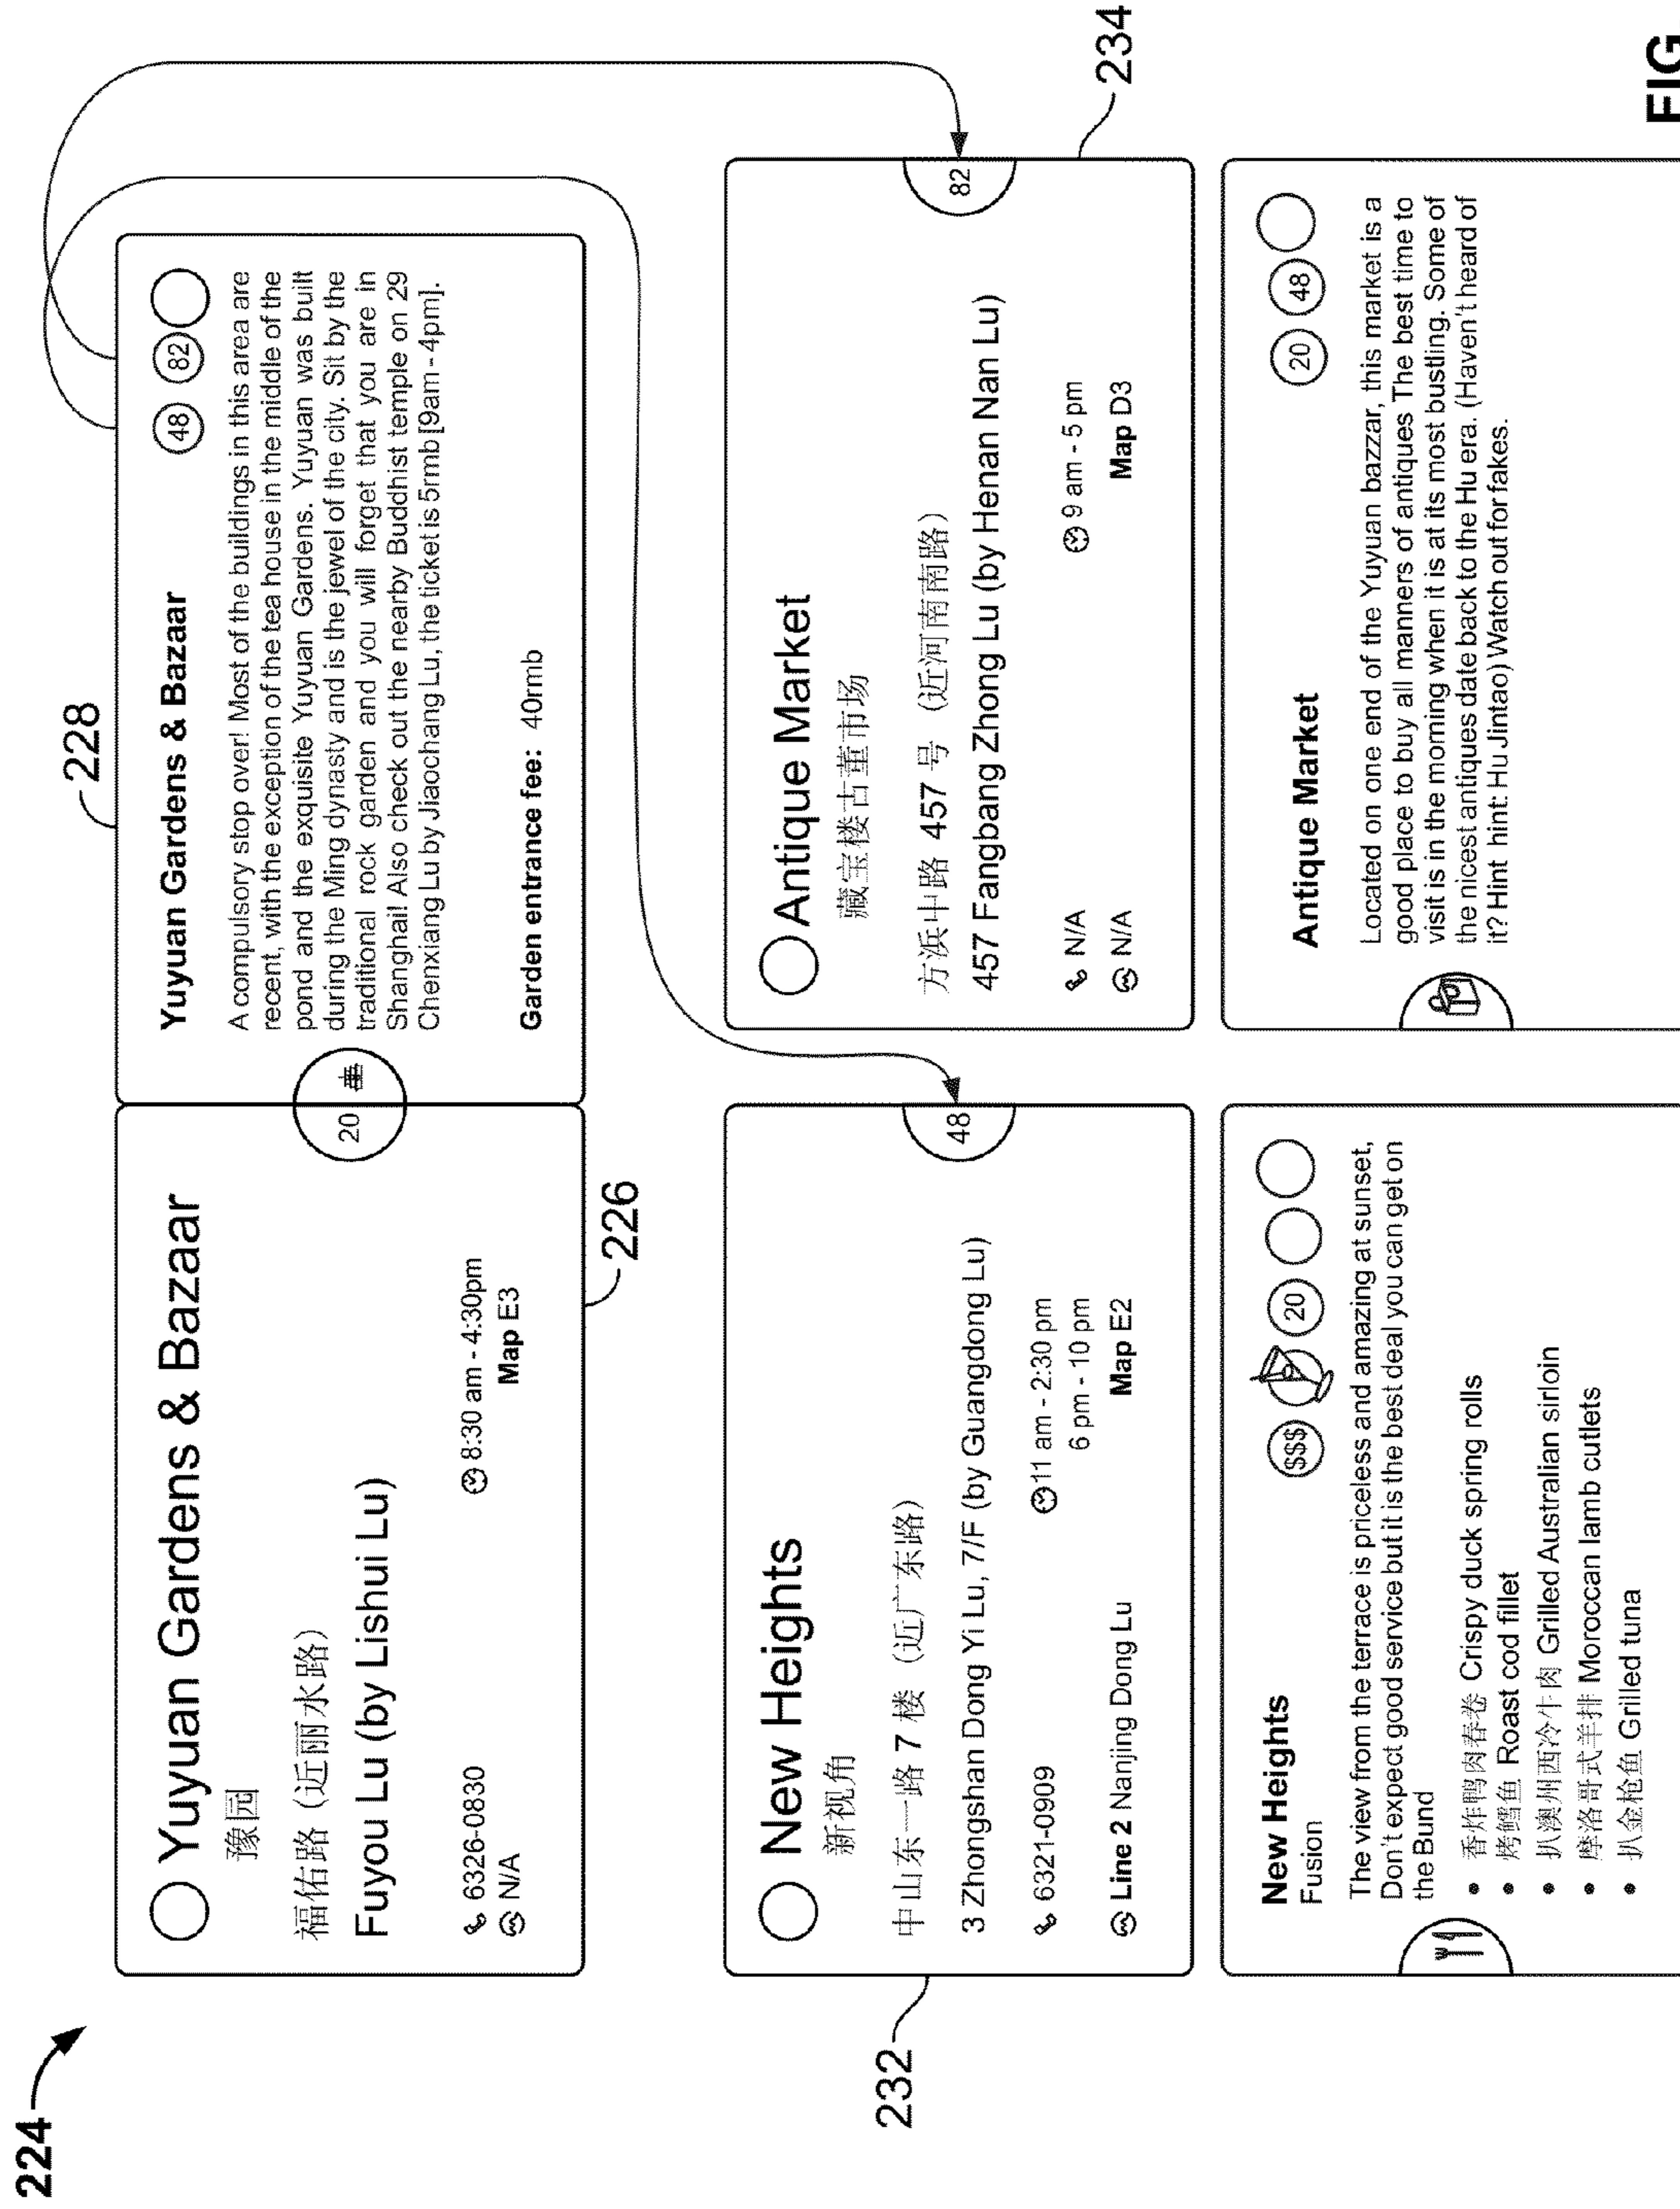 224
228
Yuyuan Gardens & Bazaar
豫园
福佑路（近丽水路）
Fuyou Lu (by Lishui Lu)
6326-0830
8:30 am - 4:30pm
N/A
Map E3
20
226
Yuyuan Gardens & Bazaar
48 82
A compulsory stop over! Most of the buildings in this area are
recent, with the exception of the tea house in the middle of the
pond and the exquisite Yuyuan Gardens. Yuyuan was built
during the Ming dynasty and is the jewel of the city. Sit by the
traditional rock garden and you will forget that you are in
Shanghai! Also check out the nearby Buddhist temple on 29
Chenxiang Lu by Jiaochang Lu, the ticket is 5rmb [9am - 4pm].
Garden entrance fee: 40rmb
232
New Heights
新视角
中山东一路 7 楼（近广东路）
3 Zhongshan Dong Yi Lu, 7/F (by Guangdong Lu)
6321-0909
11 am - 2:30 pm
6 pm - 10 pm
Line 2 Nanjing Dong Lu
Map E2
48
Antique Market
藏宝楼古董市场
方浜中路 457 号（近河南南路）
457 Fangbang Zhong Lu (by Henan Nan Lu)
N/A
9 am - 5 pm
N/A
Map D3
82
234
New Heights
Fusion
$$$ 20
The view from the terrace is priceless and amazing at sunset,
Don't expect good service but it is the best deal you can get on
the Bund
• 香炸鸭肉春卷 Crispy duck spring rolls
• 烤鳕鱼 Roast cod fillet
• 扒澳州西冷牛肉 Grilled Australian sirloin
• 摩洛哥式羊排 Moroccan lamb cutlets
• 扒金枪鱼 Grilled tuna
Antique Market
20 48
Located on one end of the Yuyuan bazzar, this market is a
good place to buy all manners of antiques The best time to
visit is in the morning when it is at its most bustling. Some of
the nicest antiques date back to the Hu era. (Haven't heard of
it? Hint hint: Hu Jintao) Watch out for fakes.
FIG.